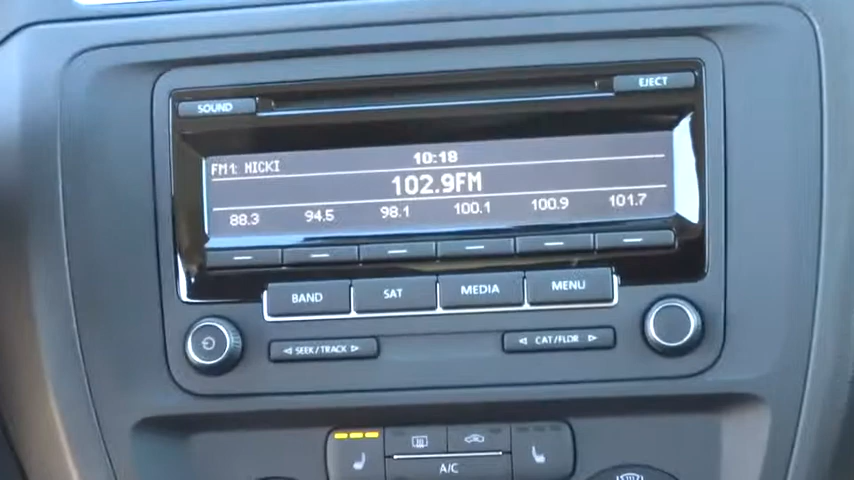 SOUND EJECT
FM1: NICKI 10:18
102.9FM
88.3 94.5 98.1 100.1 100.9 101.7
BAND SAT MEDIA MENU
SEEK/TRACK CAT/FLDR
A/C